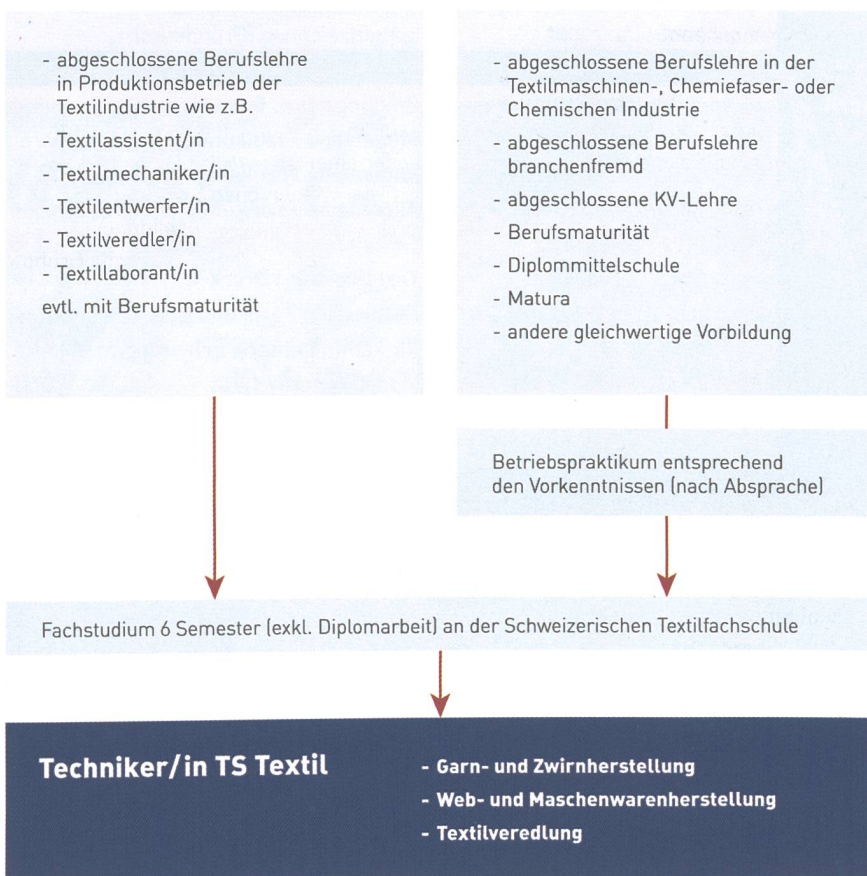 - abgeschlossene Berufslehre
in Produktionsbetrieb der
Textilindustrie wie z.B.
- Textilassistent/in
- Textilmechaniker/in
- Textilentwerfer/in
- Textilveredler/in
- Textillaborant/in
evtl. mit Berufsmaturität
- abgeschlossene Berufslehre in der
Textilmaschinen-, Chemiefaser- oder
Chemischen Industrie
- abgeschlossene Berufslehre
branchenfremd
- abgeschlossene KV-Lehre
- Berufsmaturität
- Diplommittelschule
- Matura
- andere gleichwertige Vorbildung
Betriebspraktikum entsprechend
den Vorkenntnissen (nach Absprache)
Fachstudium 6 Semester (exkl. Diplomarbeit) an der Schweizerischen Textilfachschule
Techniker/in TS Textil
- Garn- und Zwirnherstellung
- Web- und Maschenwarenherstellung
- Textilveredlung